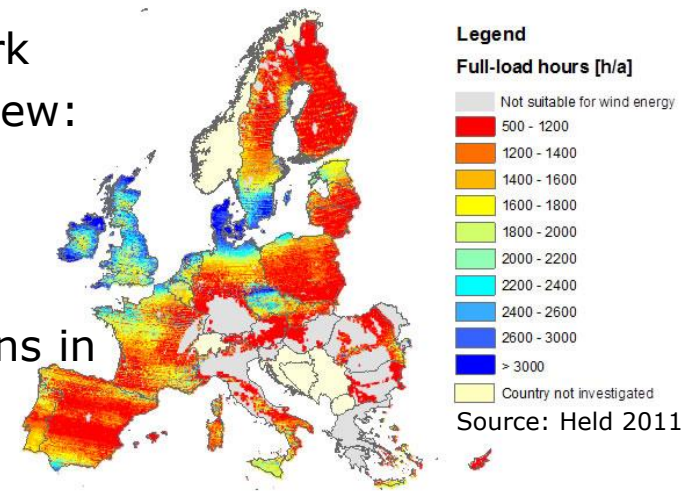 rk
ew:
ns in
Legend
Full-load hours [h/a]
Not suitable for wind energy
500 - 1200
1200 - 1400
1400 - 1600
1600 - 1800
1800 - 2000
2000 - 2200
2200 - 2400
2400 - 2600
2600 - 3000
> 3000
Country not investigated
Source: Held 2011